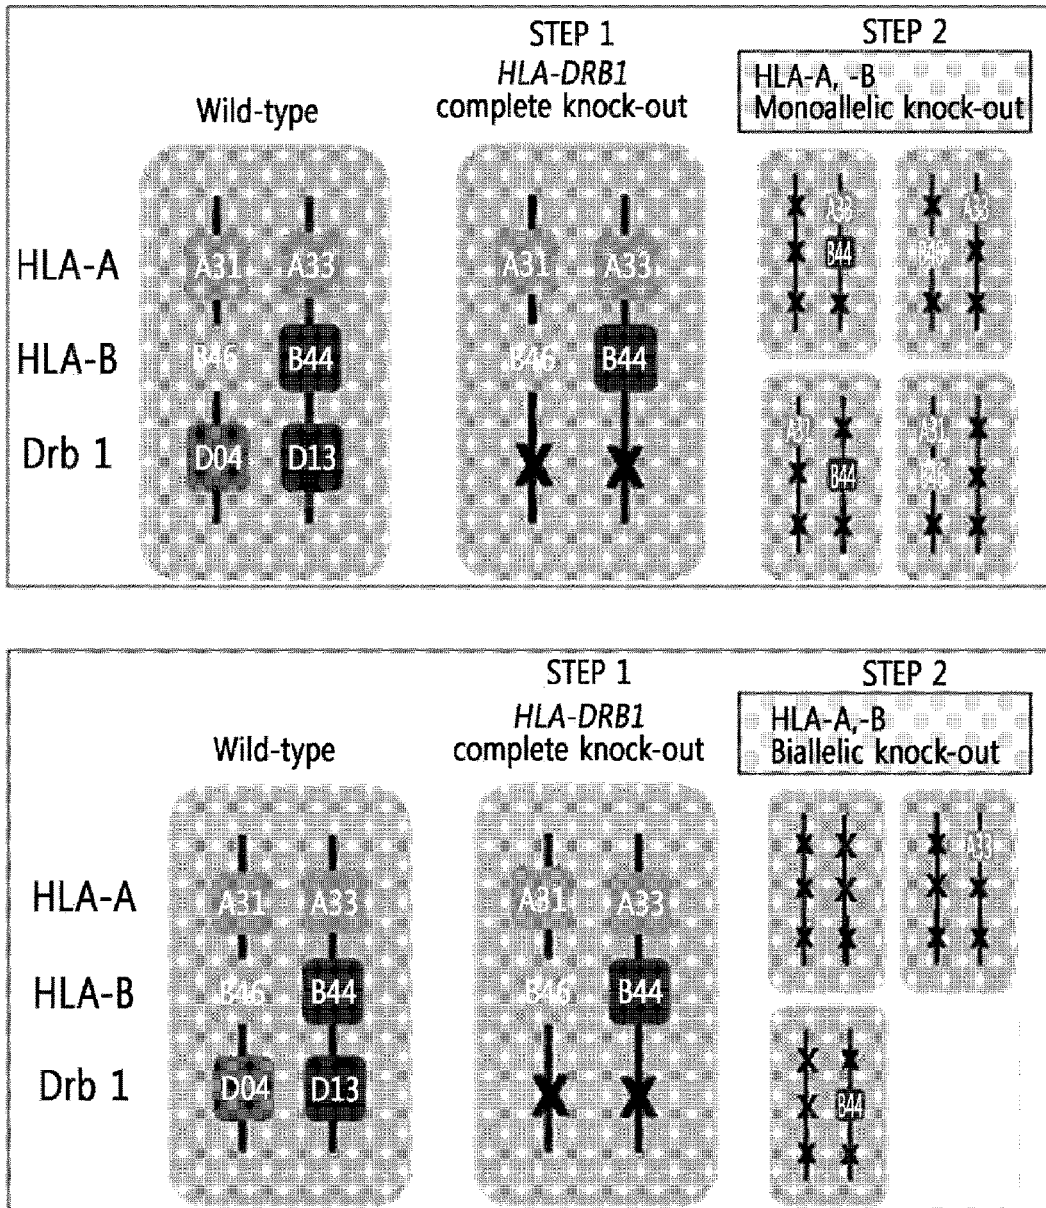 STEP 1
STEP 2
HLA-DRB1
complete knock-out
HLA-A, -B
Monoallelic knock-out
Wild-type
HLA-A
A31 A33
A31 A33
HLA-B
B46 B44
B46 B44
Drb 1
D04 D13
X X
X A33
X B44
X X
X A33
B46 X
X X
X
X B44
X X
A31 X
B46 X
X X
STEP 1
STEP 2
HLA-DRB1
complete knock-out
HLA-A,-B
Biallelic knock-out
Wild-type
HLA-A
A31 A33
A31 A33
HLA-B
B46 B44
B46 B44
Drb 1
D04 D13
X X
X X
X X
X X
X A33
X X
X X
X X
X B44
X X